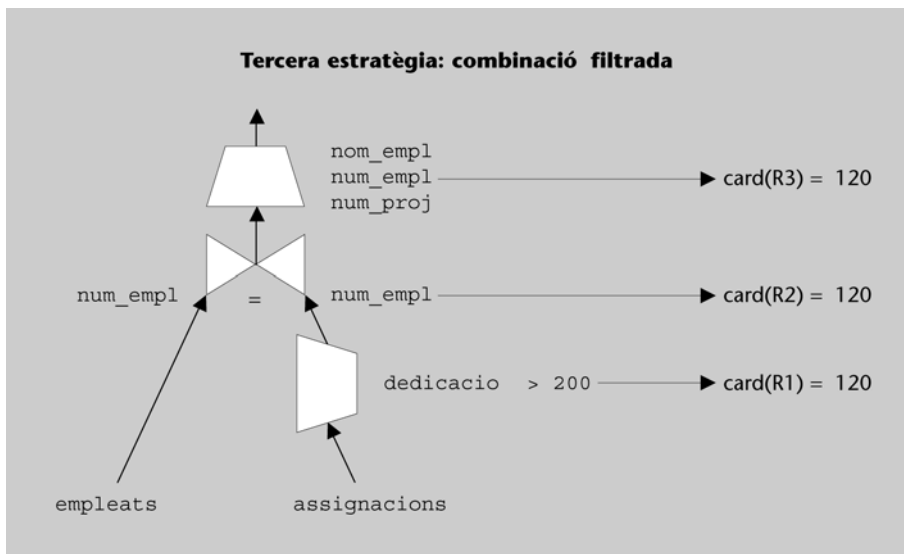 Tercera estratègia: combinació filtrada
nom_empl
num_empl
card(R3) = 120
num_proj
num_empl
=
num_empl
card(R2) = 120
dedicacio > 200
card(R1) = 120
empleats
assignacions